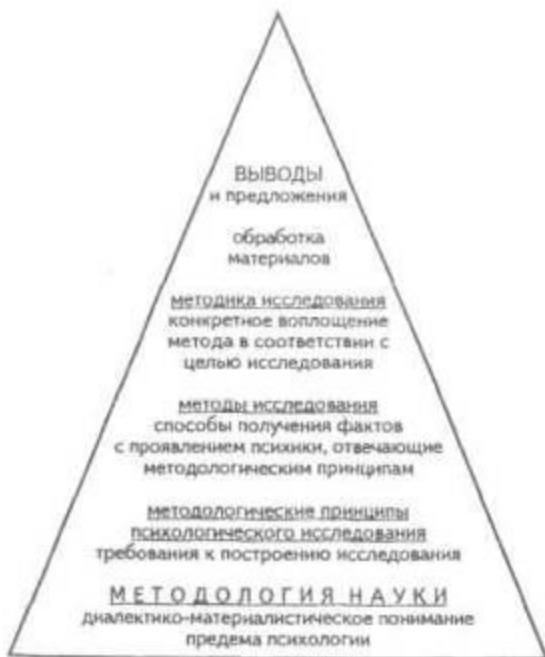 ВЫВОДЫ
и предложения
обработка
материалов
методика исследования
конкретное воплощение
метода в соответствии с
целью исследования
методы исследования
способы получения фактов
с проявлением психики, отвечающие
методологическим принципам
методологические принципы
психологического исследования
требования к построению исследования
МЕТОДОЛОГИЯ НАУКИ
диалектико-материалистическое понимание
предема психологии